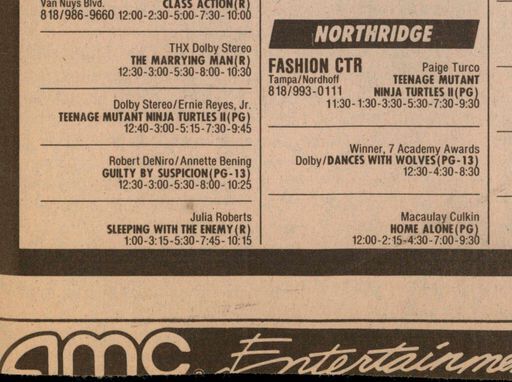 Van Nuys Blvd. CLASS ACTION(R)
818/986-9660 12:00-2:30-5:00-7:30-10:00
THX Dolby Stereo
THE MARRYING MAN(R)
12:30-3:00-5:30-8:00-10:30
Dolby Stereo/Ernie Reyes, Jr.
TEENAGE MUTANT NINJA TURTLES II(PG)
12:40-3:00-5:15-7:30-9:45
Robert DeNiro/Annette Bening
GUILTY BY SUSPICION(PG-13)
12:30-3:00-5:30-8:00-10:25
Julia Roberts
SLEEPING WITH THE ENEMY(R)
1:00-3:15-5:30-7:45-10:15
NORTHRIDGE
FASHION CTR Paige Turco
Tampa/Nordhoff TEENAGE MUTANT
818/993-0111 NINJA TURTLES II(PG)
11:30-1:30-3:30-5:30-7:30-9:30
Winner, 7 Academy Awards
Dolby/DANCES WITH WOLVES(PG-13)
12:30-4:30-8:30
Macaulay Culkin
HOME ALONE(PG)
12:00-2:15-4:30-7:00-9:30
amc Entertainme